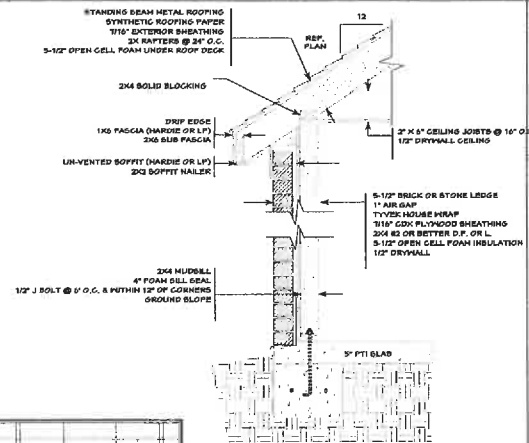 STANDING SEAM METAL ROOFING
SYNTHETIC ROOFING PAPER
7/16" EXTERIOR SHEATHING
2X RAFTERS @ 24" O.C.
5-1/2" OPEN CELL FOAM UNDER ROOF DECK
12
REF.
PLAN
2X4 SOLID BLOCKING
DRIP EDGE
1X6 FASCIA (HARDIE OR LP)
2X6 SUB FASCIA
2" X 6" CEILING JOISTS @ 16" O.
1/2" DRYWALL CEILING
UN-VENTED SOFFIT (HARDIE OR LP)
2X2 SOFFIT NAILER
5-1/2" BRICK OR STONE LEDGE
1" AIR GAP
TYVEK HOUSE WRAP
7/16" CDX PLYWOOD SHEATHING
2X4 #2 OR BETTER D.F. OR L.
5-1/2" OPEN CELL FOAM INSULATION
1/2" DRYWALL
2X4 MUDSILL
4" FOAM SILL SEAL
1/2" J BOLT @ 6' O.C. & WITHIN 12" OF CORNERS
GROUND SLOPE
5" PTI SLAB